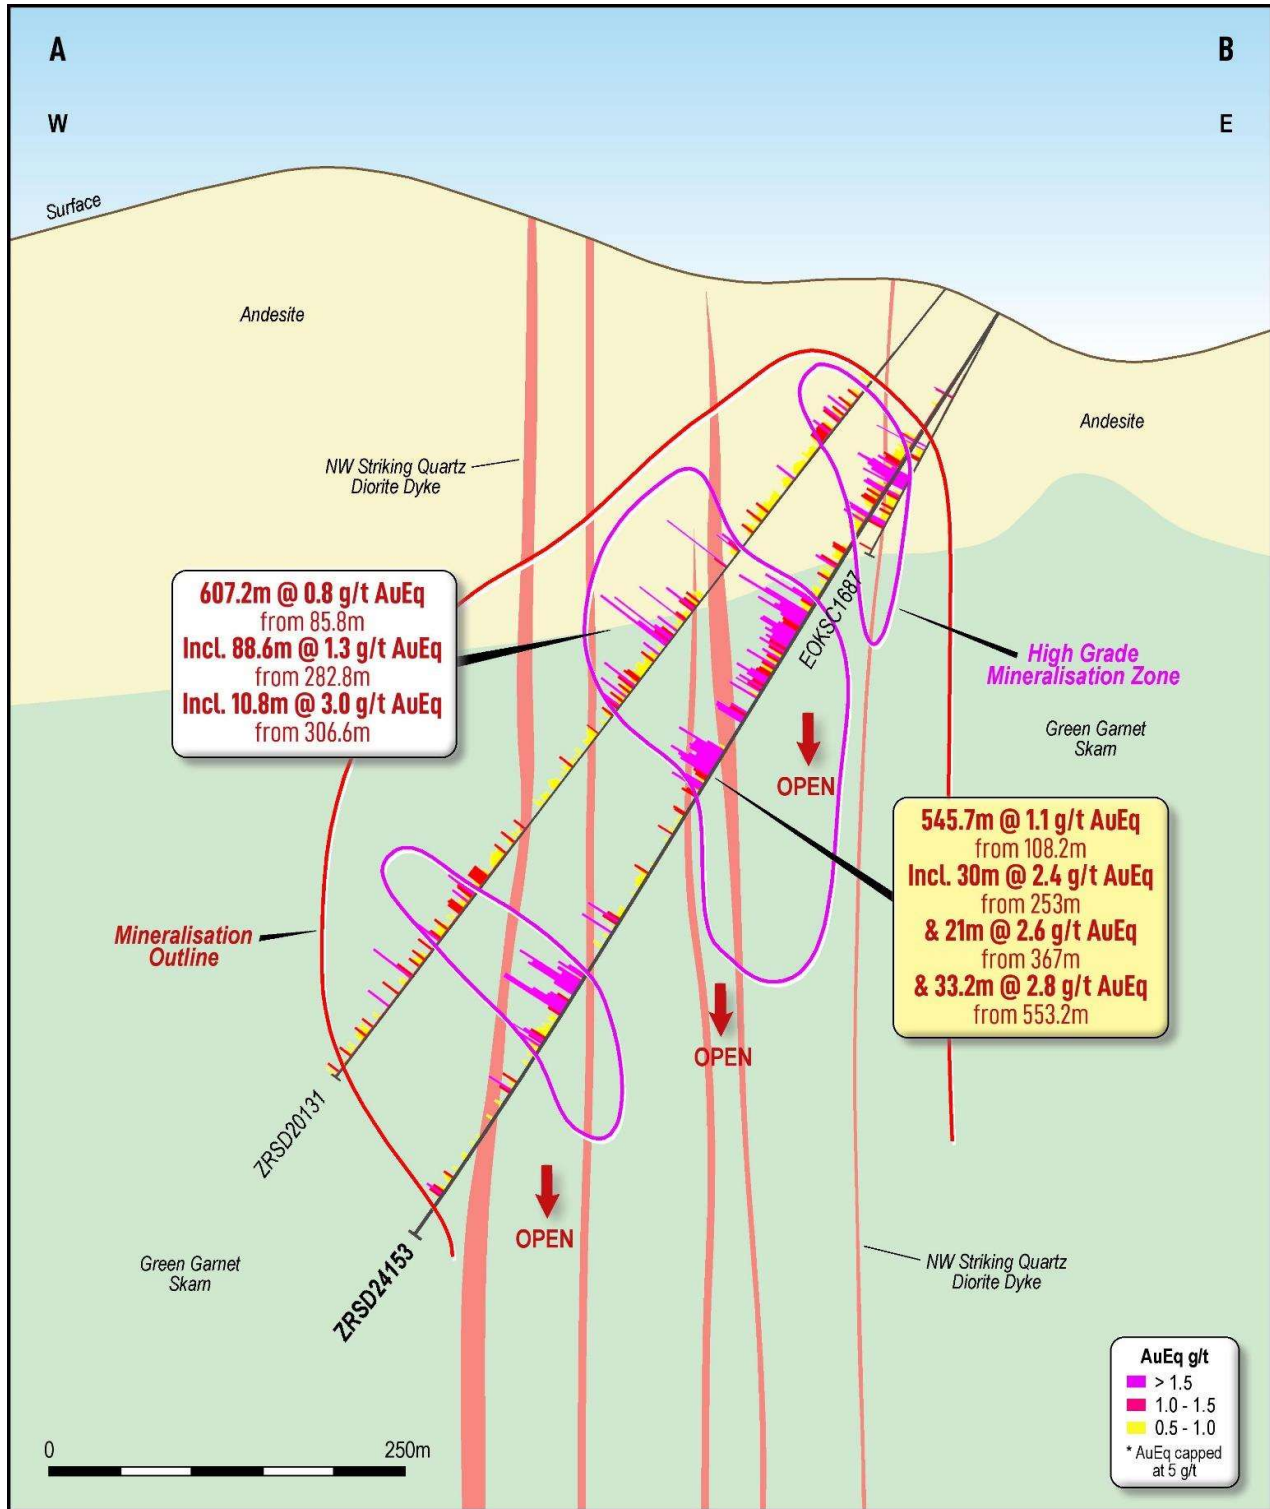 A
B
W
E
Surface
Andesite
Andesite
NW Striking Quartz
Diorite Dyke
607.2m @ 0.8 g/t AuEq
from 85.8m
Incl. 88.6m @ 1.3 g/t AuEq
from 282.8m
Incl. 10.8m @ 3.0 g/t AuEq
from 306.6m
EOKSC1687
High Grade
Mineralisation Zone
Green Garnet
Skarn
OPEN
545.7m @ 1.1 g/t AuEq
from 108.2m
Incl. 30m @ 2.4 g/t AuEq
from 253m
& 21m @ 2.6 g/t AuEq
from 367m
& 33.2m @ 2.8 g/t AuEq
from 553.2m
Mineralisation
Outline
OPEN
ZRSD20131
OPEN
ZRSD24153
Green Garnet
Skarn
NW Striking Quartz
Diorite Dyke
AuEq g/t
> 1.5
1.0 - 1.5
0.5 - 1.0
* AuEq capped
at 5 g/t
0
250m